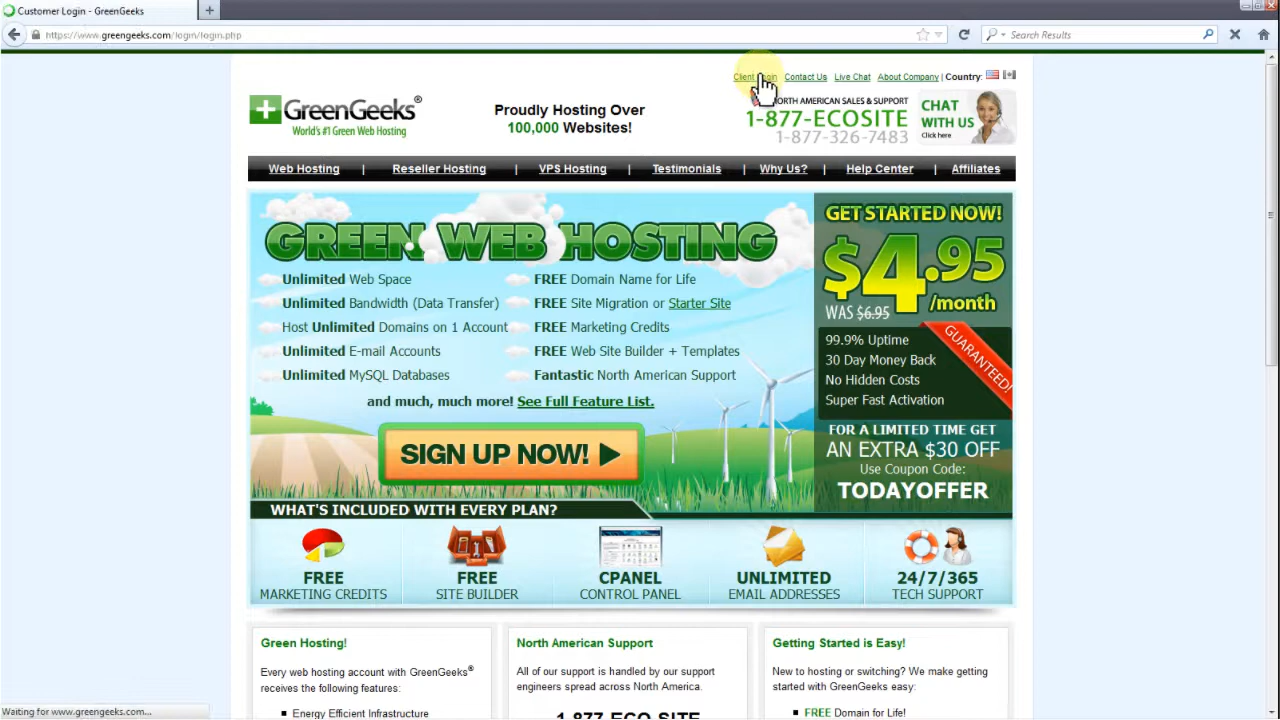 Customer Login - GreenGeeks
https://www.greengeeks.com/login/login.php
Search Results
Client Login Contact Us Live Chat About Company | Country:
GreenGeeks®
World's #1 Green Web Hosting
Proudly Hosting Over
100,000 Websites!
NORTH AMERICAN SALES & SUPPORT
1-877-ECOSITE
1-877-326-7483
CHAT
WITH US
Click here
Web Hosting | Reseller Hosting | VPS Hosting | Testimonials | Why Us? | Help Center | Affiliates
GREEN WEB HOSTING
Unlimited Web Space
Unlimited Bandwidth (Data Transfer)
Host Unlimited Domains on 1 Account
Unlimited E-mail Accounts
Unlimited MySQL Databases
FREE Domain Name for Life
FREE Site Migration or Starter Site
FREE Marketing Credits
FREE Web Site Builder + Templates
Fantastic North American Support
and much, much more! See Full Feature List.
SIGN UP NOW!
GET STARTED NOW!
$4.95
/month
WAS $6.95
99.9% Uptime
30 Day Money Back
No Hidden Costs
Super Fast Activation
GUARANTEED!
FOR A LIMITED TIME GET
AN EXTRA $30 OFF
Use Coupon Code:
TODAYOFFER
WHAT'S INCLUDED WITH EVERY PLAN?
FREE
MARKETING CREDITS
FREE
SITE BUILDER
CPANEL
CONTROL PANEL
UNLIMITED
EMAIL ADDRESSES
24/7/365
TECH SUPPORT
Green Hosting!
Every web hosting account with GreenGeeks®
receives the following features:
Energy Efficient Infrastructure
North American Support
All of our support is handled by our support
engineers spread across North America.
1-877-ECO-SITE
Getting Started is Easy!
New to hosting or switching? We make getting
started with GreenGeeks easy:
FREE Domain for Life!
Waiting for www.greengeeks.com...